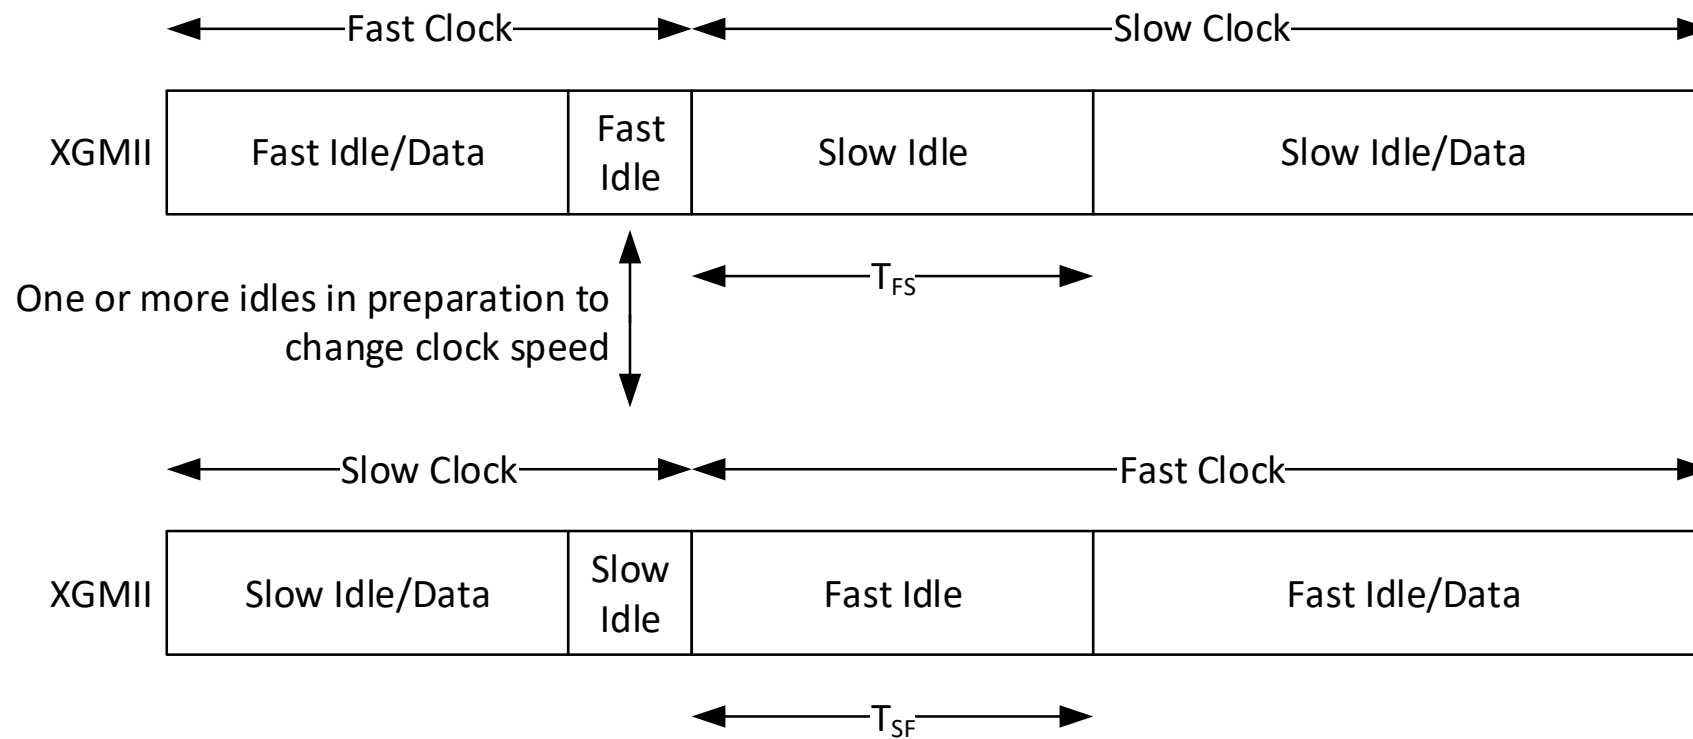 Fast Clock Slow Clock
XGMII Fast Idle/Data Fast Idle Slow Idle Slow Idle/Data
T_FS
One or more idles in preparation to
change clock speed
Slow Clock Fast Clock
XGMII Slow Idle/Data Slow Idle Fast Idle Fast Idle/Data
T_SF